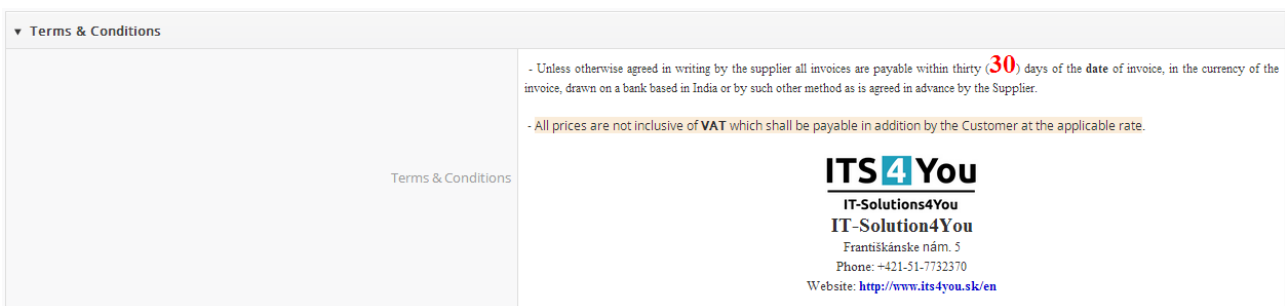 ▾ Terms & Conditions
- Unless otherwise agreed in writing by the supplier all invoices are payable within thirty (30) days of the date of invoice, in the currency of the
invoice, drawn on a bank based in India or by such other method as is agreed in advance by the Supplier.
- All prices are not inclusive of VAT which shall be payable in addition by the Customer at the applicable rate.
Terms & Conditions
ITS 4 You
IT-Solutions4You
IT-Solution4You
Františkánske nám. 5
Phone: +421-51-7732370
Website: http://www.its4you.sk/en